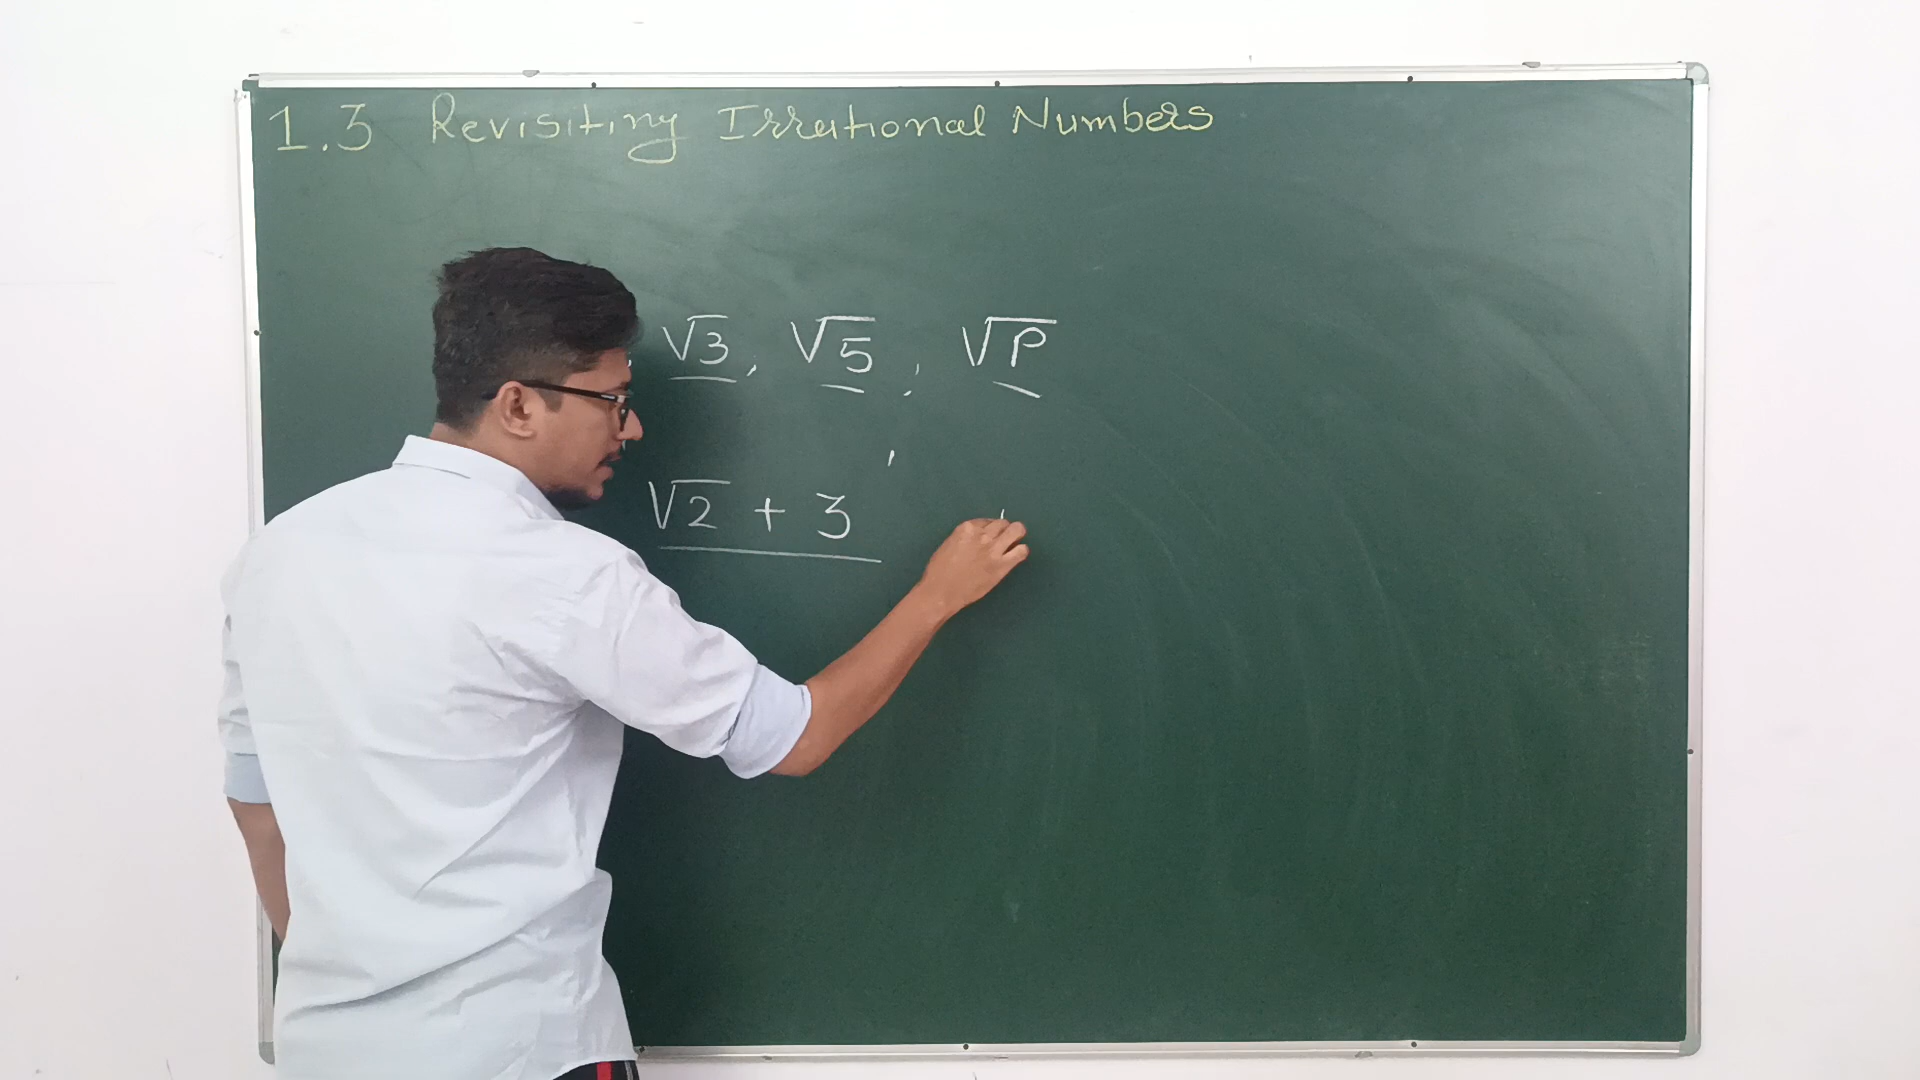 1.3 Revisiting Irrational Numbers
, √3, √5, √P
√2 + 3 ,